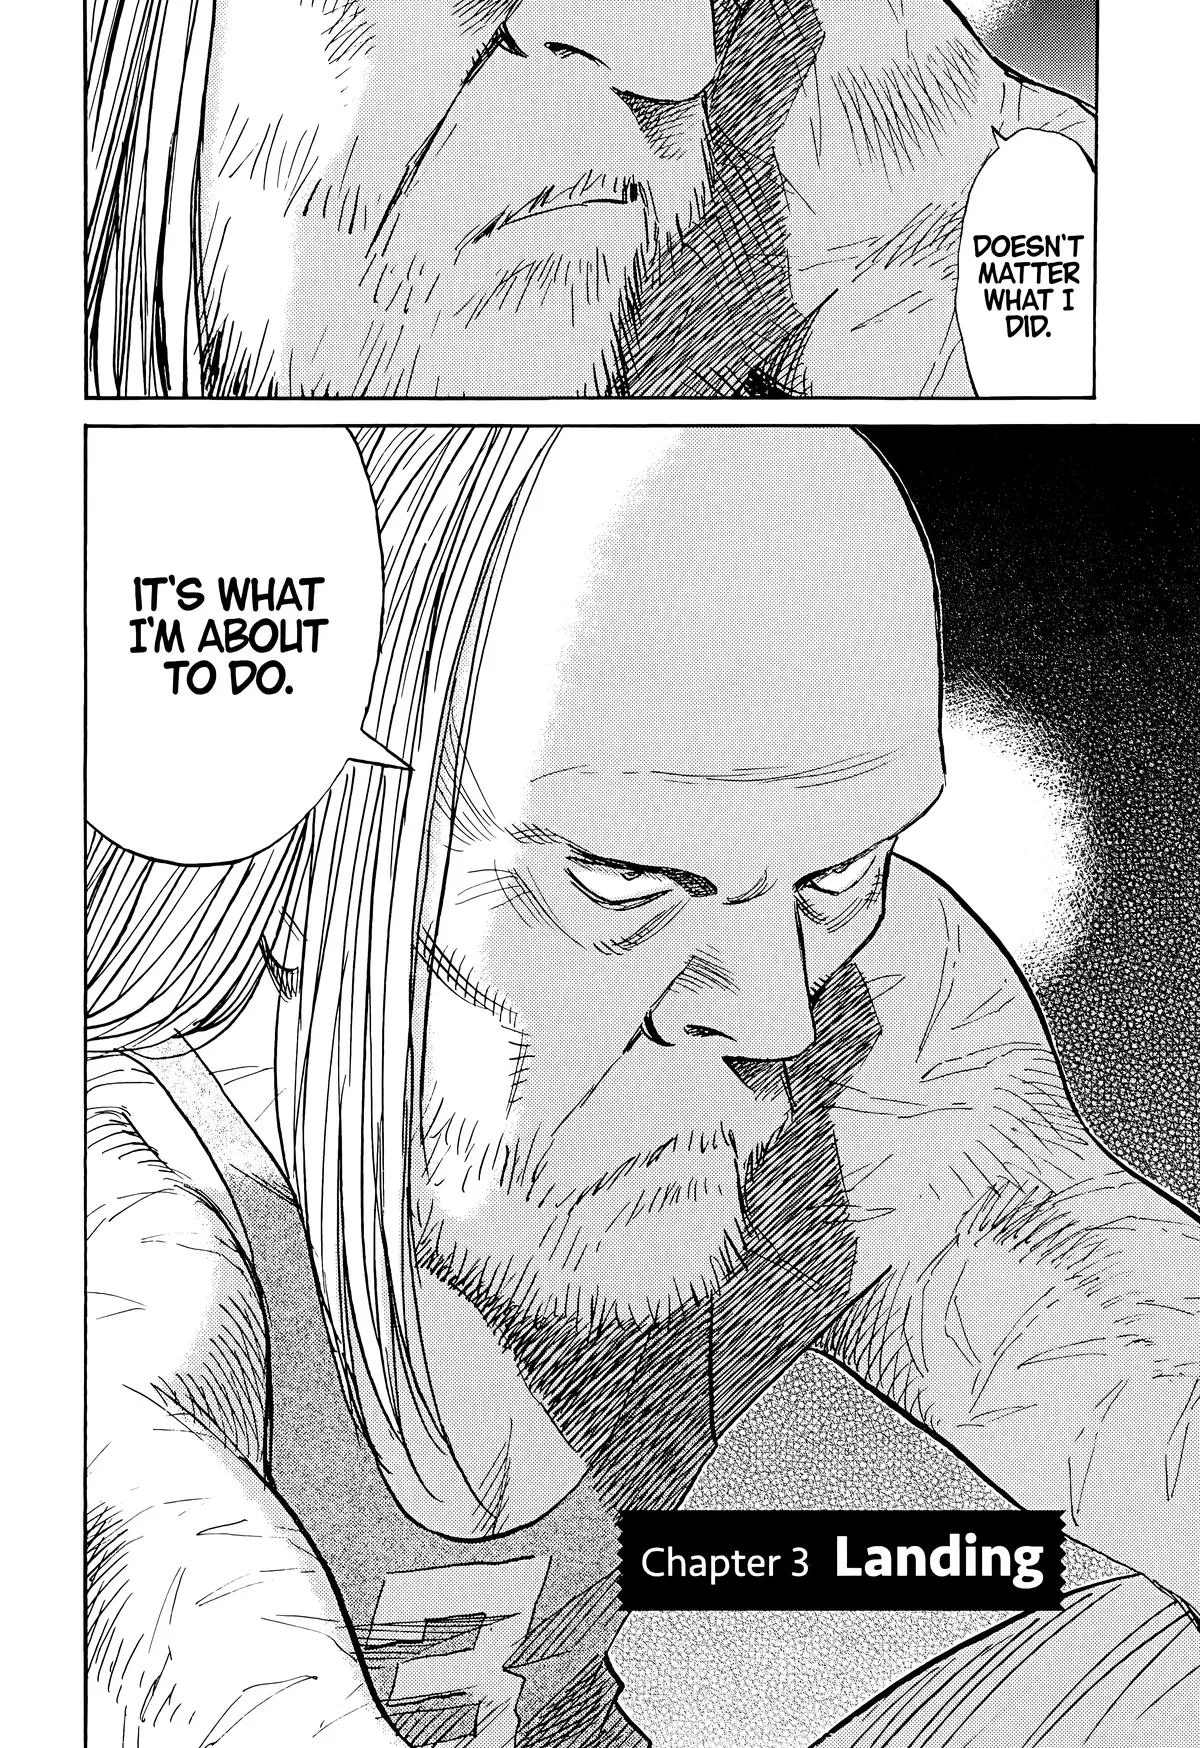 DOESN'T
MATTER
WHAT I
DID.
IT'S WHAT
I'M ABOUT
TO DO.
Chapter 3 Landing